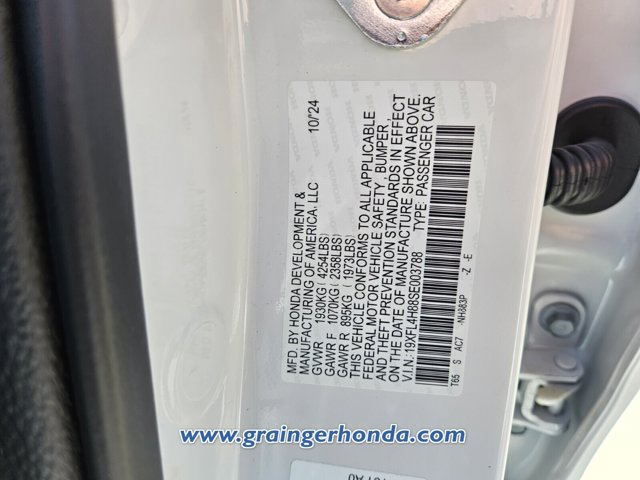 MFD. BY HONDA DEVELOPMENT &
MANUFACTURING OF AMERICA. LLC 10/'24
GVWR 1930KG ( 4254LBS)
GAWR F 1070KG ( 2358LBS)
GAWR R 895KG ( 1973LBS)
THIS VEHICLE CONFORMS TO ALL APPLICABLE
FEDERAL MOTOR VEHICLE SAFETY, BUMPER,
AND THEFT PREVENTION STANDARDS IN EFFECT
ON THE DATE OF MANUFACTURE SHOWN ABOVE.
V.I.N.:19XFL4H88SE003788 TYPE: PASSENGER CAR
T65 S AC7 -NH883P -Z -E
www.graingerhonda.com